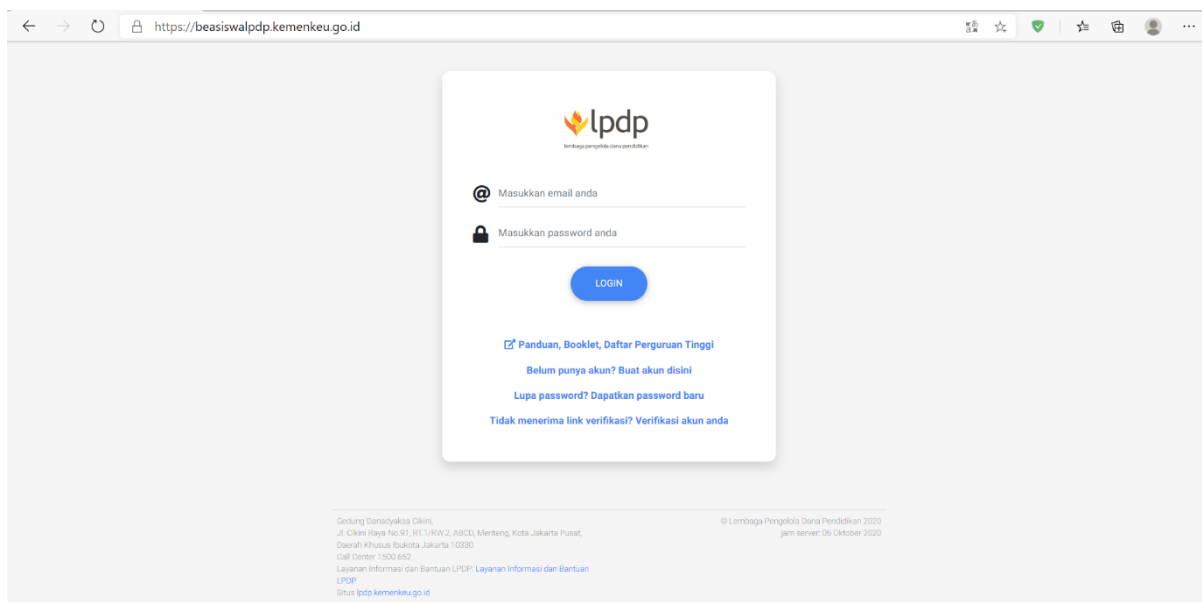 https://beasiswalpdp.kemenkeu.go.id
lpdp
lembaga pengelola dana pendidikan
Masukkan email anda
Masukkan password anda
LOGIN
Panduan, Booklet, Daftar Perguruan Tinggi
Belum punya akun? Buat akun disini
Lupa password? Dapatkan password baru
Tidak menerima link verifikasi? Verifikasi akun anda
Gedung Danadyaksa Cikini,
Jl. Cikini Raya No.91, RT.1/RW.2, ABCD, Menteng, Kota Jakarta Pusat,
Daerah Khusus Ibukota Jakarta 10330
Call Center 1500 652
Layanan Informasi dan Bantuan LPDP: Layanan Informasi dan Bantuan
LPDP
Situs lpdp.kemenkeu.go.id
© Lembaga Pengelola Dana Pendidikan 2020
jam server: 06 Oktober 2020